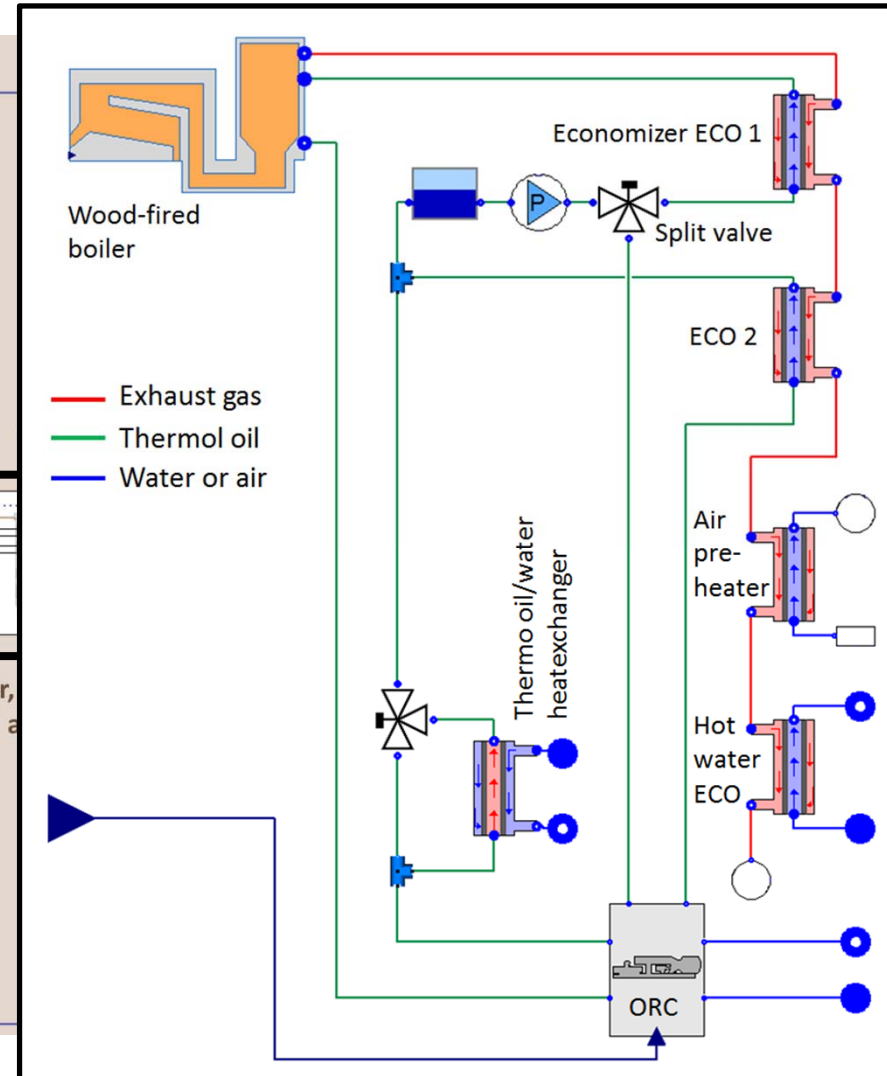 Economizer ECO 1
Wood-fired
boiler
P
Split valve
ECO 2
Exhaust gas
Thermol oil
Water or air
Thermo oil/water
heatexchanger
Air
pre-
heater
Hot
water
ECO
r,
a
ORC